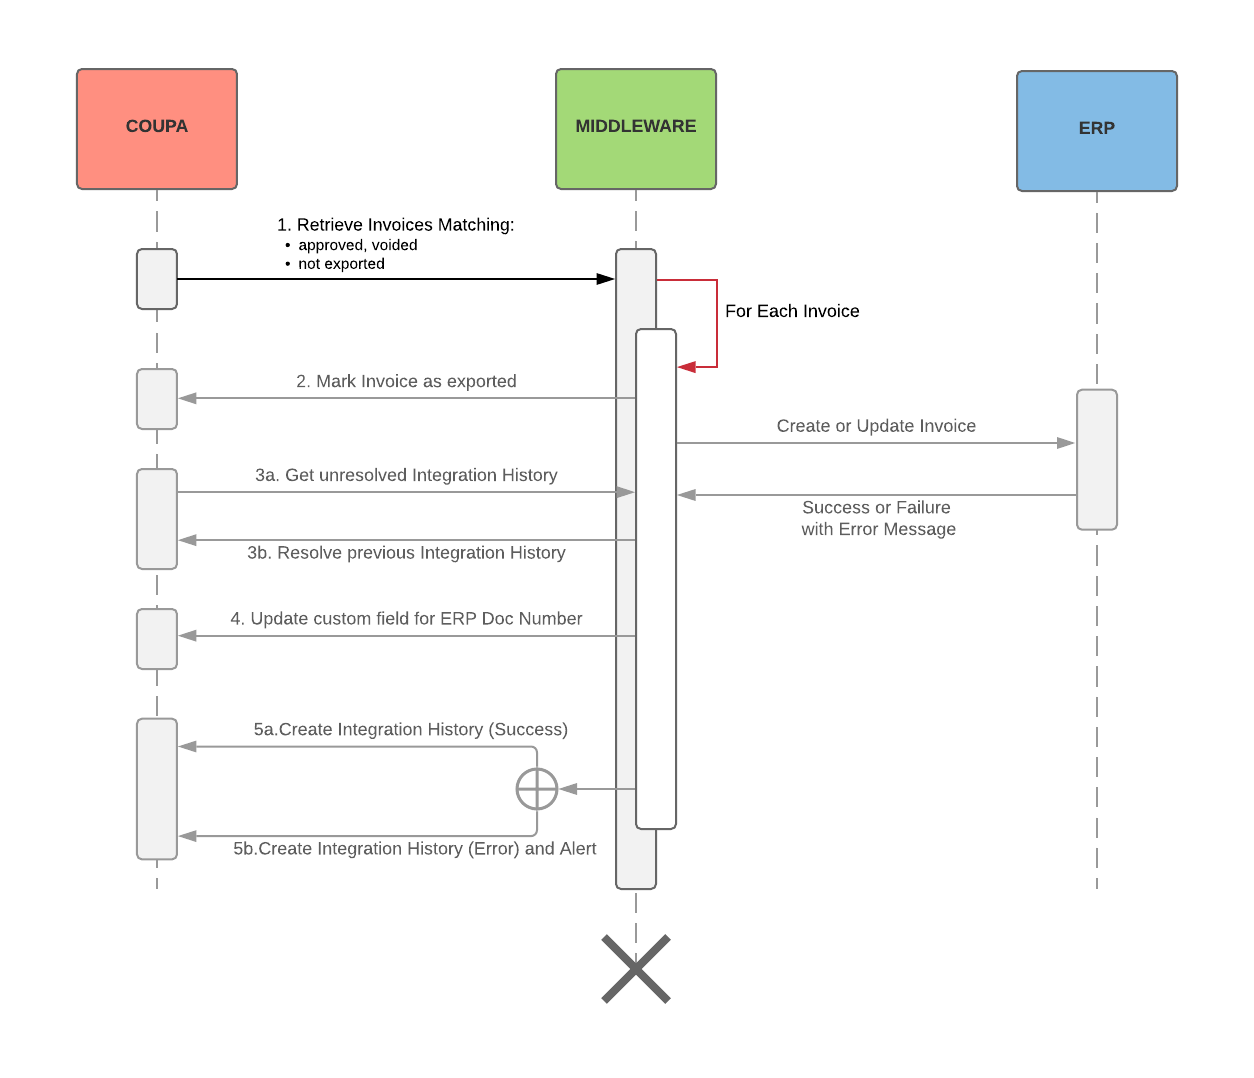 COUPA
MIDDLEWARE
ERP
1. Retrieve Invoices Matching:
• approved, voided
• not exported
For Each Invoice
2. Mark Invoice as exported
Create or Update Invoice
3a. Get unresolved Integration History
Success or Failure
with Error Message
3b. Resolve previous Integration History
4. Update custom field for ERP Doc Number
5a.Create Integration History (Success)
5b.Create Integration History (Error) and Alert